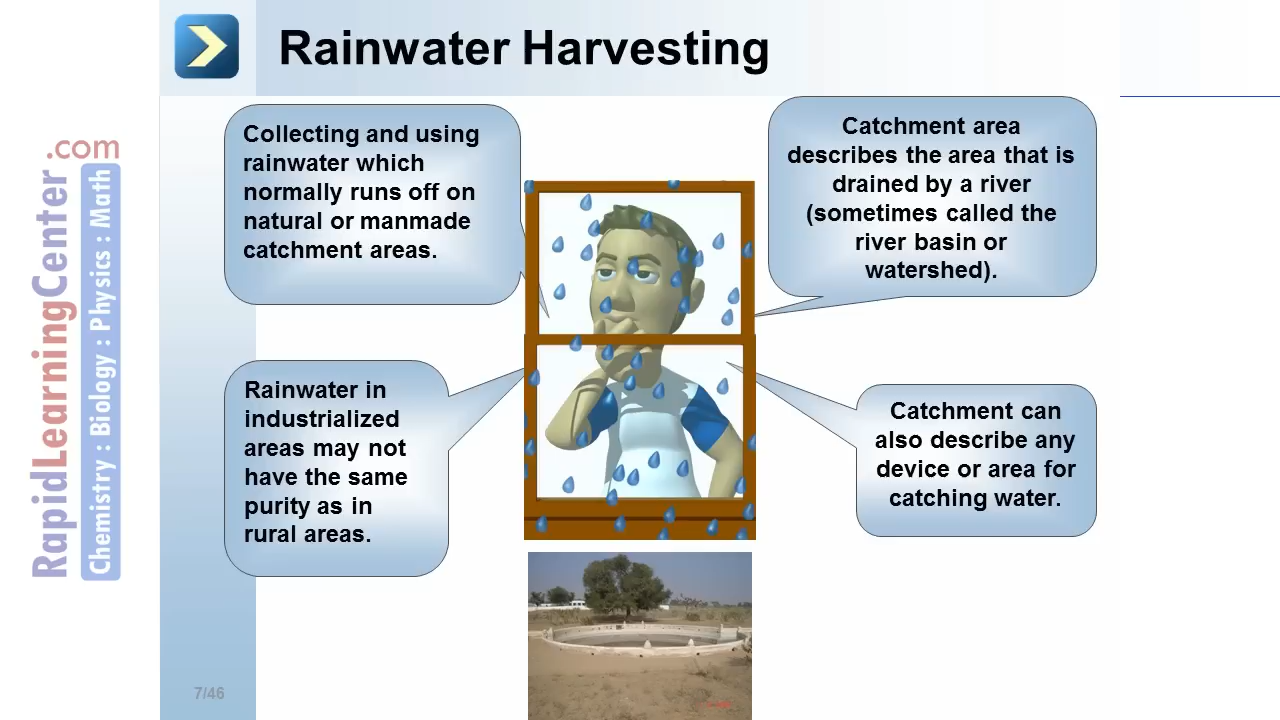 Rainwater Harvesting
Collecting and using
rainwater which
normally runs off on
natural or manmade
catchment areas.
Catchment area
describes the area that is
drained by a river
(sometimes called the
river basin or
watershed).
Rainwater in
industrialized
areas may not
have the same
purity as in
rural areas.
Catchment can
also describe any
device or area for
catching water.
RapidLearningCenter.com
Chemistry : Biology : Physics : Math
7/46